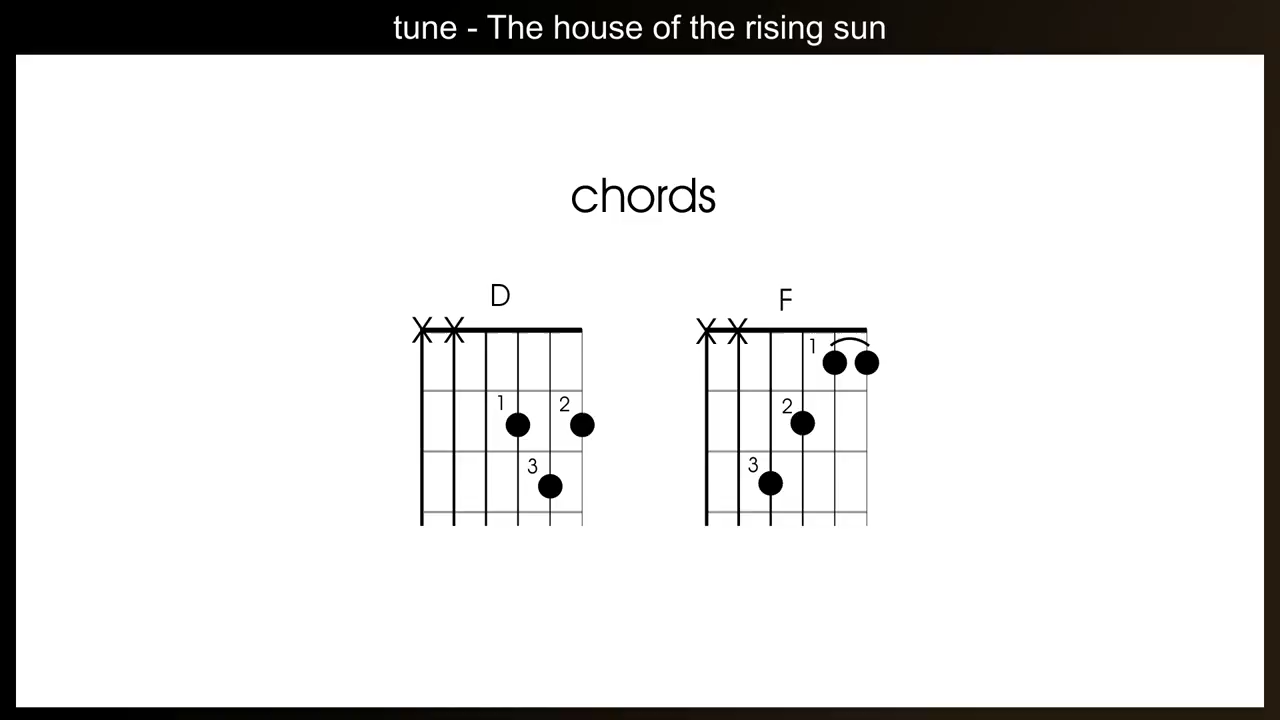 tune - The house of the rising sun
chords
D F
X X X X
1
1 2 2
3 3